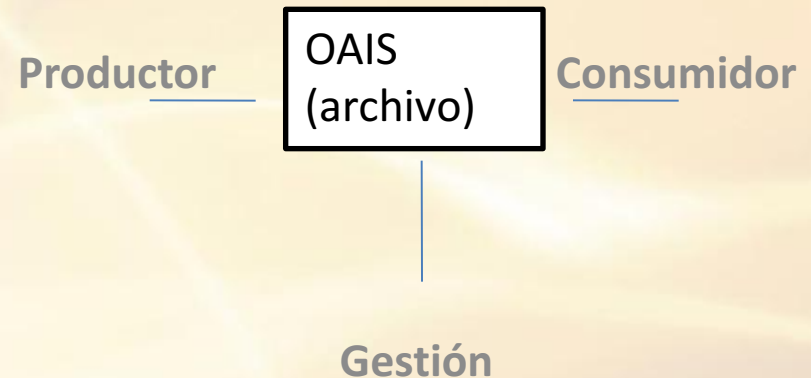 Productor
OAIS
(archivo)
Consumidor
Gestión